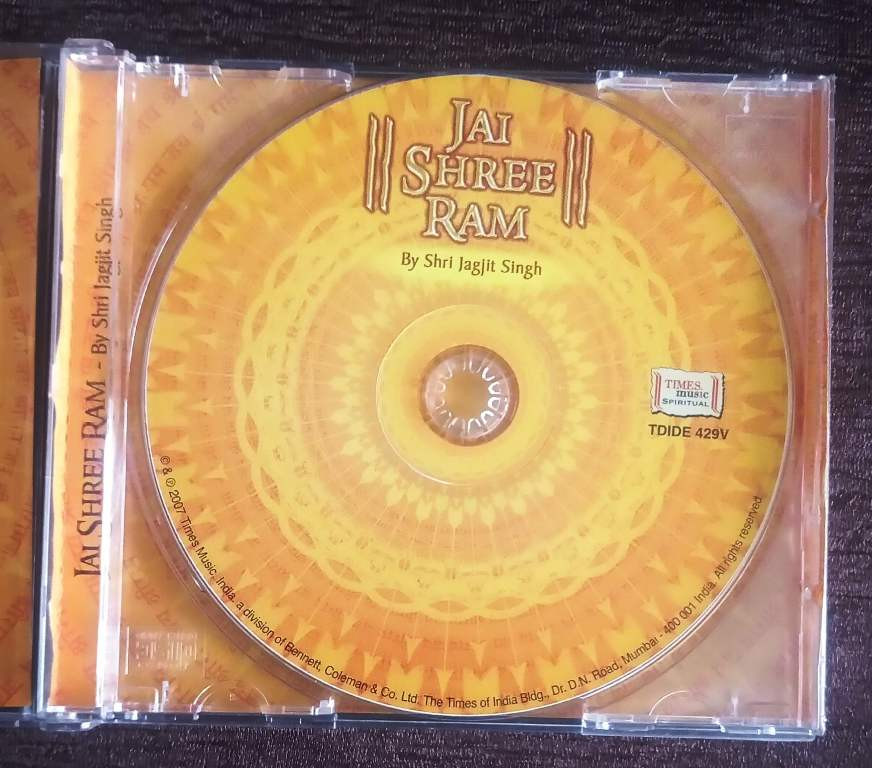 JAI SHREE RAM - By Shri Jagjit Singh
|| JAI
SHREE
RAM ||
By Shri Jagjit Singh
TIMES
music
SPIRITUAL
TDIDE 429V
© & ℗ 2007 Times Music, India, a division of Bennett, Coleman & Co. Ltd. The Times of India Bldg., Dr. D.N. Road, Mumbai - 400 001 India. All rights reserved.